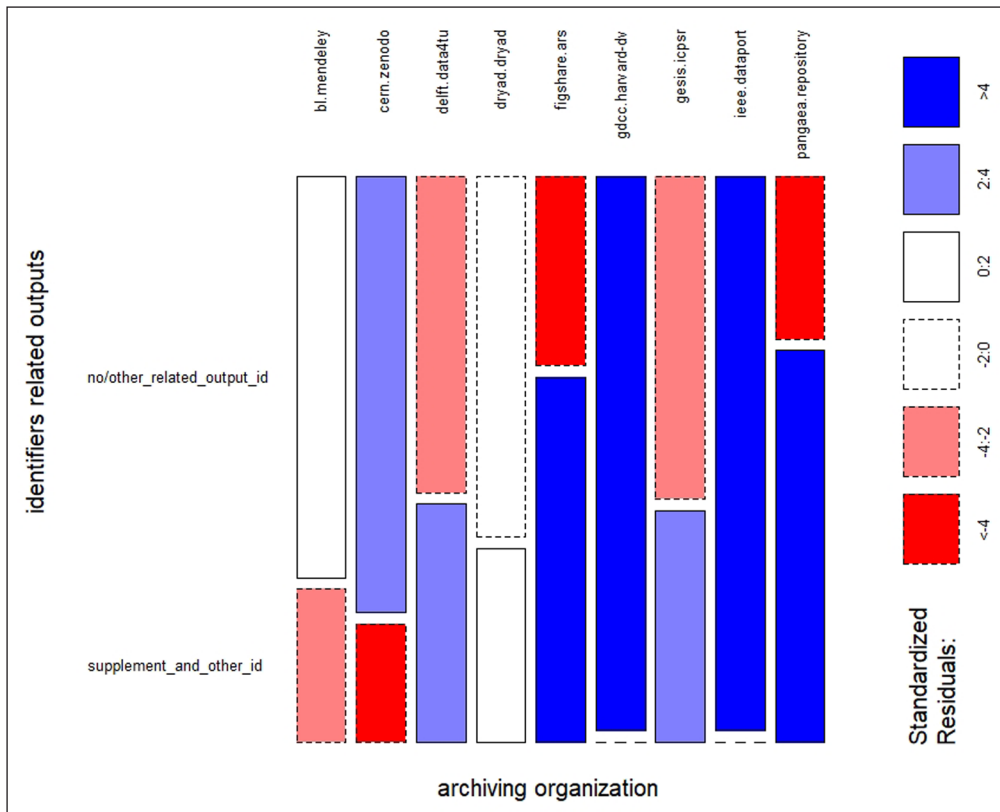 bl.mendeley
cern.zenodo
delft.data4tu
dryad.dryad
figshare.ars
gdcc.harvard-dv
gesis.icpsr
ieee.dataport
pangaea.repository
identifiers related outputs
no/other_related_output_id
supplement_and_other_id
archiving organization
Standardized
Residuals:
<-4
-4:-2
-2:0
0:2
2:4
>4